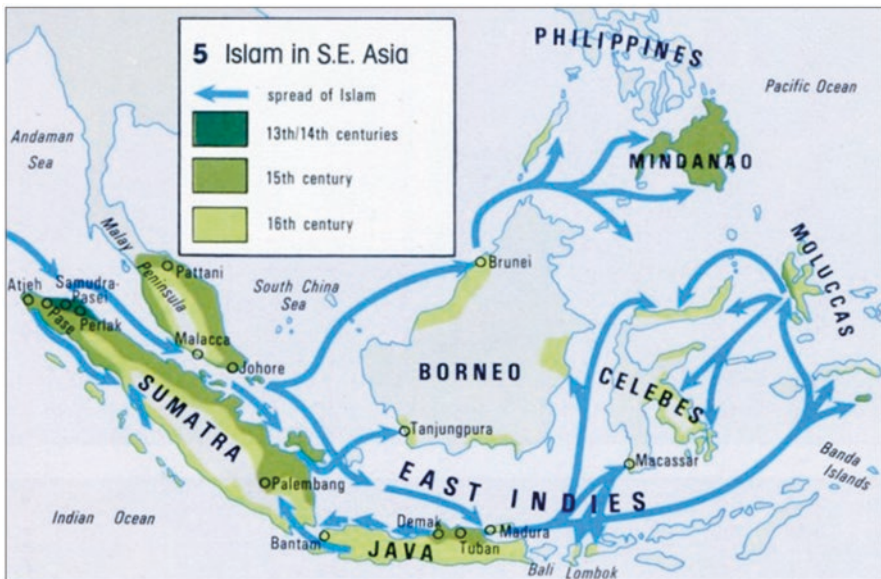 5 Islam in S.E. Asia
spread of Islam
13th/14th centuries
15th century
16th century
PHILIPPINES
Pacific Ocean
Andaman
Sea
MINDANAO
Malay
Peninsula
Pattani
South China
Sea
Brunei
MOLUCCAS
Atjeh
Samudra-
Pasei
Pase
Perlak
Malacca
Johore
BORNEO
CELEBES
SUMATRA
Tanjungpura
Macassar
Banda
Islands
Palembang
EAST INDIES
Indian Ocean
Bantam
Demak
Madura
JAVA
Tuban
Bali
Lombok